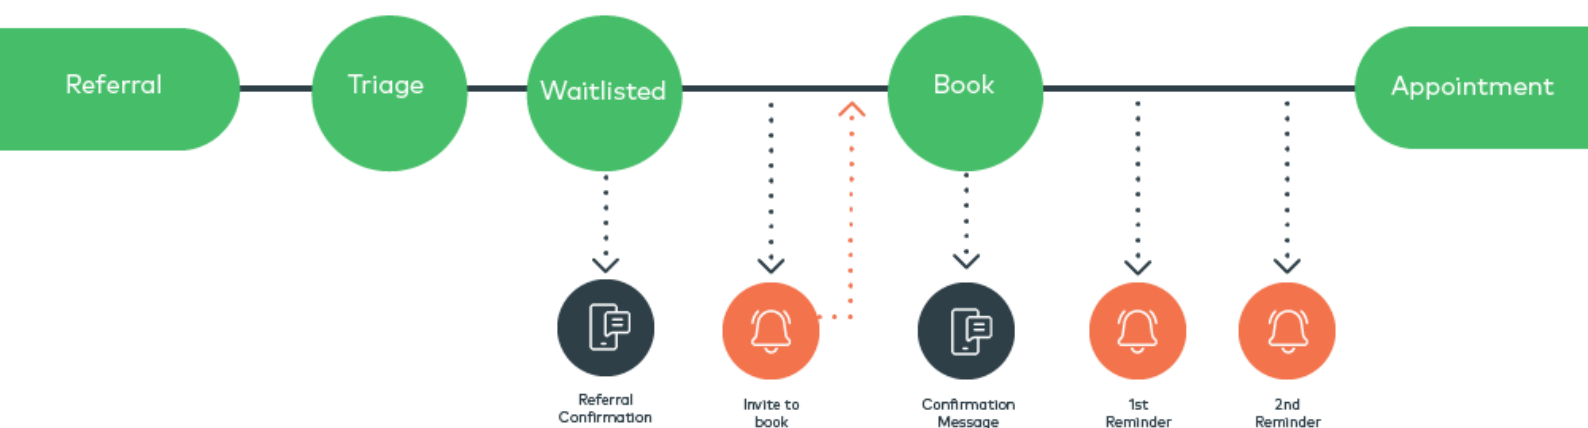 Referral
Triage
Waitlisted
Book
Appointment
Referral
Confirmation
Invite to
book
Confirmation
Message
1st
Reminder
2nd
Reminder